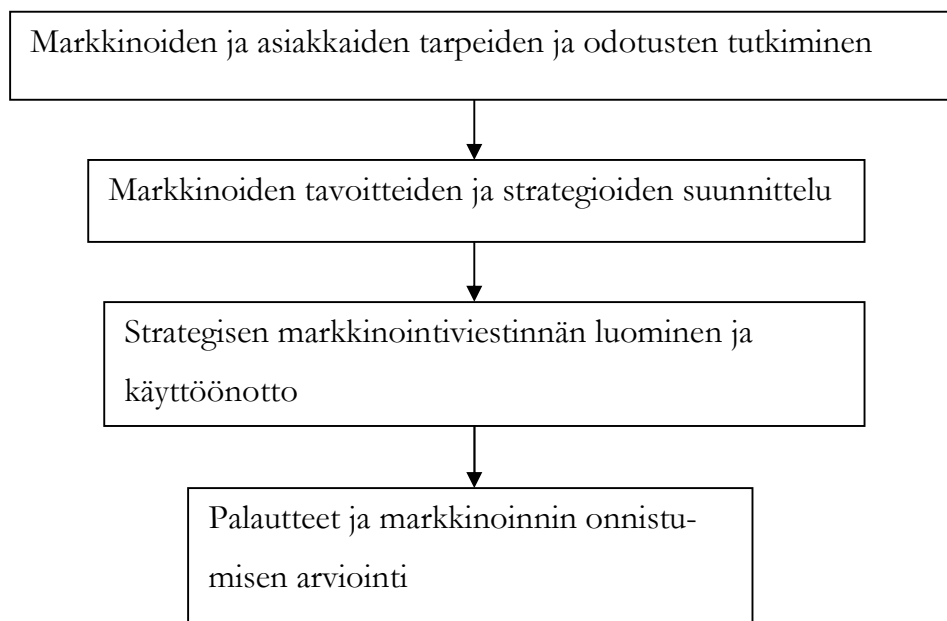 Markkinoiden ja asiakkaiden tarpeiden ja odotusten tutkiminen
Markkinoiden tavoitteiden ja strategioiden suunnittelu
Strategisen markkinointiviestinnän luominen ja
käyttöönotto
Palautteet ja markkinoinnin onnistu-
misen arviointi